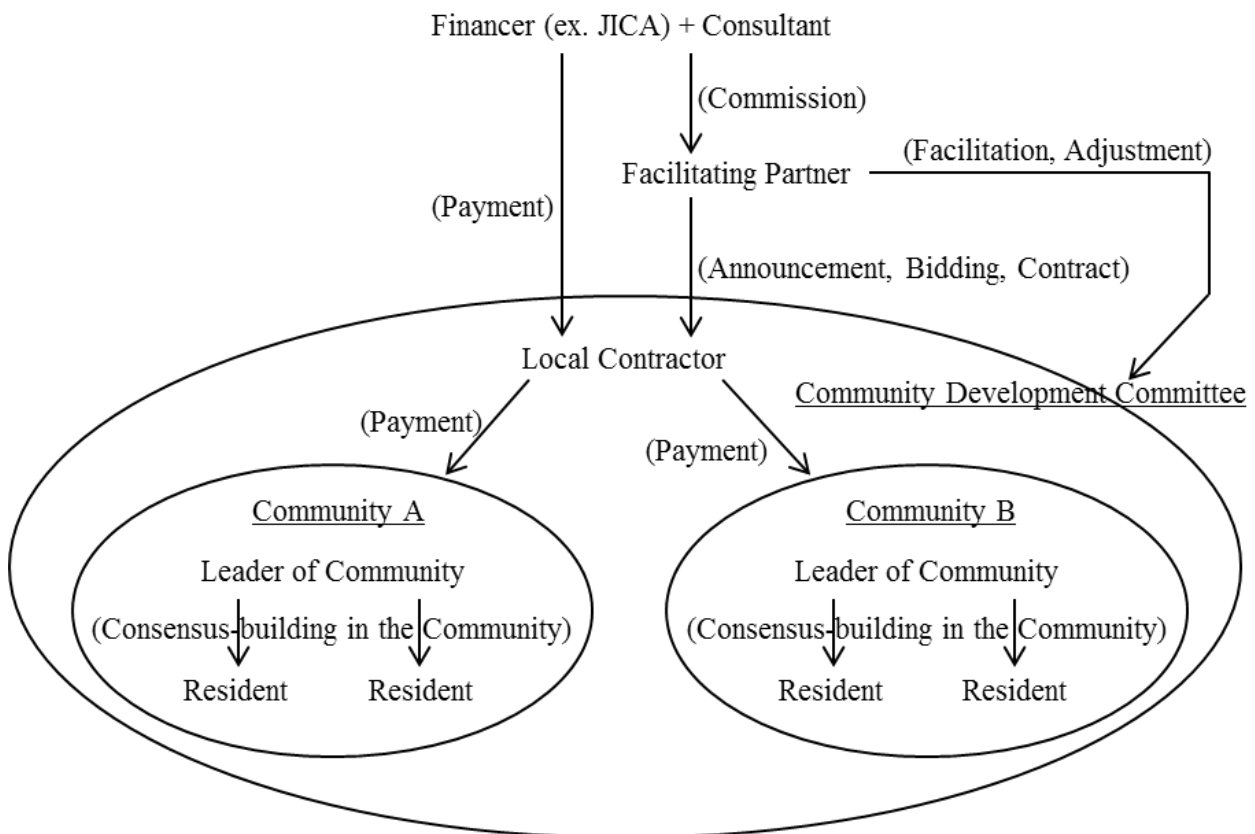 Financer (ex. JICA) + Consultant
(Commission)
(Facilitation, Adjustment)
Facilitating Partner
(Payment)
(Announcement, Bidding, Contract)
Local Contractor
Community Development Committee
(Payment)
(Payment)
Community A
Leader of Community
(Consensus-building in the Community)
Resident Resident
Community B
Leader of Community
(Consensus-building in the Community)
Resident Resident